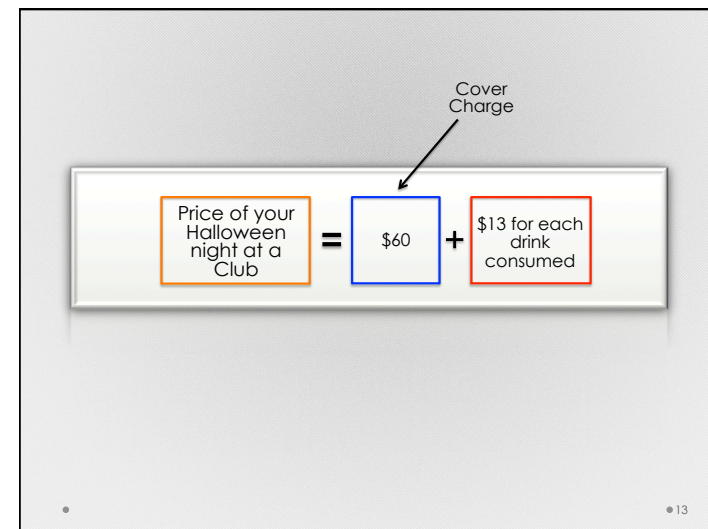 Cover
Charge
Price of your
Halloween
night at a
Club
=
$60
+
$13 for each
drink
consumed
13